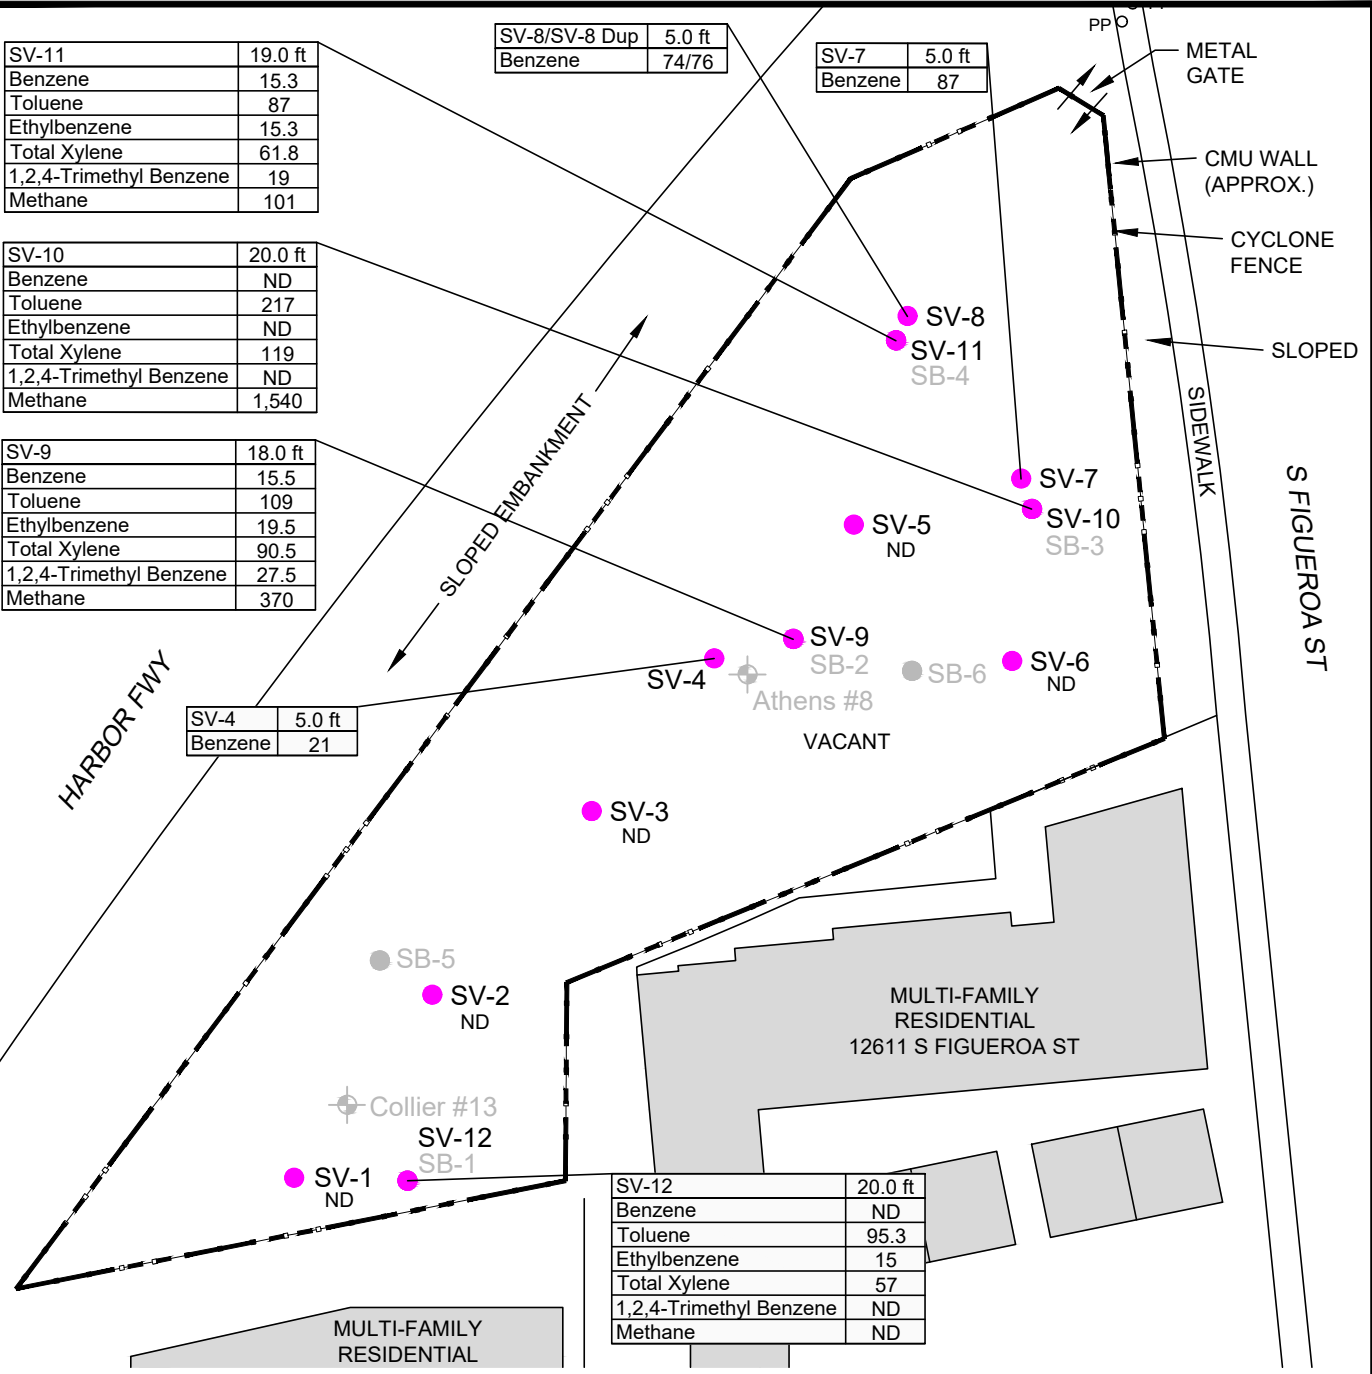 SV-11 19.0 ft
Benzene 15.3
Toluene 87
Ethylbenzene 15.3
Total Xylene 61.8
1,2,4-Trimethyl Benzene 19
Methane 101
SV-8/SV-8 Dup 5.0 ft
Benzene 74/76
SV-7 5.0 ft
Benzene 87
PP
METAL
GATE
CMU WALL
(APPROX.)
CYCLONE
FENCE
SLOPED
SIDEWALK
S FIGUEROA ST
SV-10 20.0 ft
Benzene ND
Toluene 217
Ethylbenzene ND
Total Xylene 119
1,2,4-Trimethyl Benzene ND
Methane 1,540
SV-9 18.0 ft
Benzene 15.5
Toluene 109
Ethylbenzene 19.5
Total Xylene 90.5
1,2,4-Trimethyl Benzene 27.5
Methane 370
SLOPED EMBANKMENT
HARBOR FWY
SV-8
SV-11
SB-4
SV-7
SV-10
SB-3
SV-5
ND
SV-9
SB-2
SV-4
Athens #8
SB-6
SV-6
ND
VACANT
SV-4 5.0 ft
Benzene 21
SV-3
ND
SB-5
SV-2
ND
MULTI-FAMILY
RESIDENTIAL
12611 S FIGUEROA ST
Collier #13
SV-12
SB-1
SV-1
ND
SV-12 20.0 ft
Benzene ND
Toluene 95.3
Ethylbenzene 15
Total Xylene 57
1,2,4-Trimethyl Benzene ND
Methane ND
MULTI-FAMILY
RESIDENTIAL